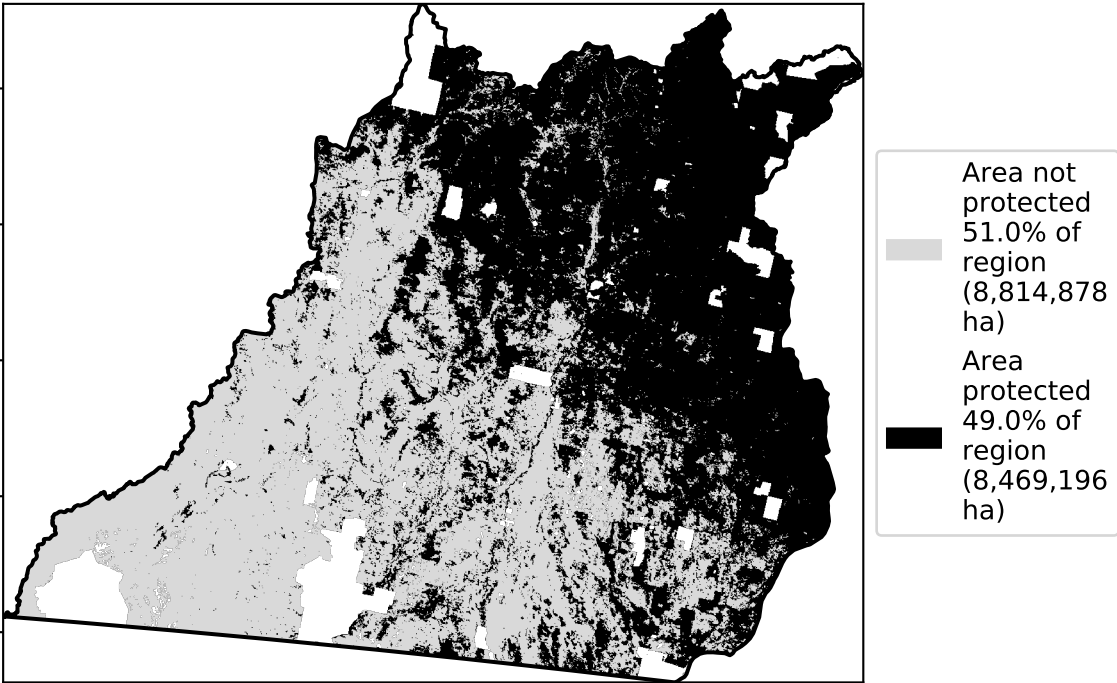 Area not
protected
51.0% of
region
(8,814,878
ha)
Area
protected
49.0% of
region
(8,469,196
ha)